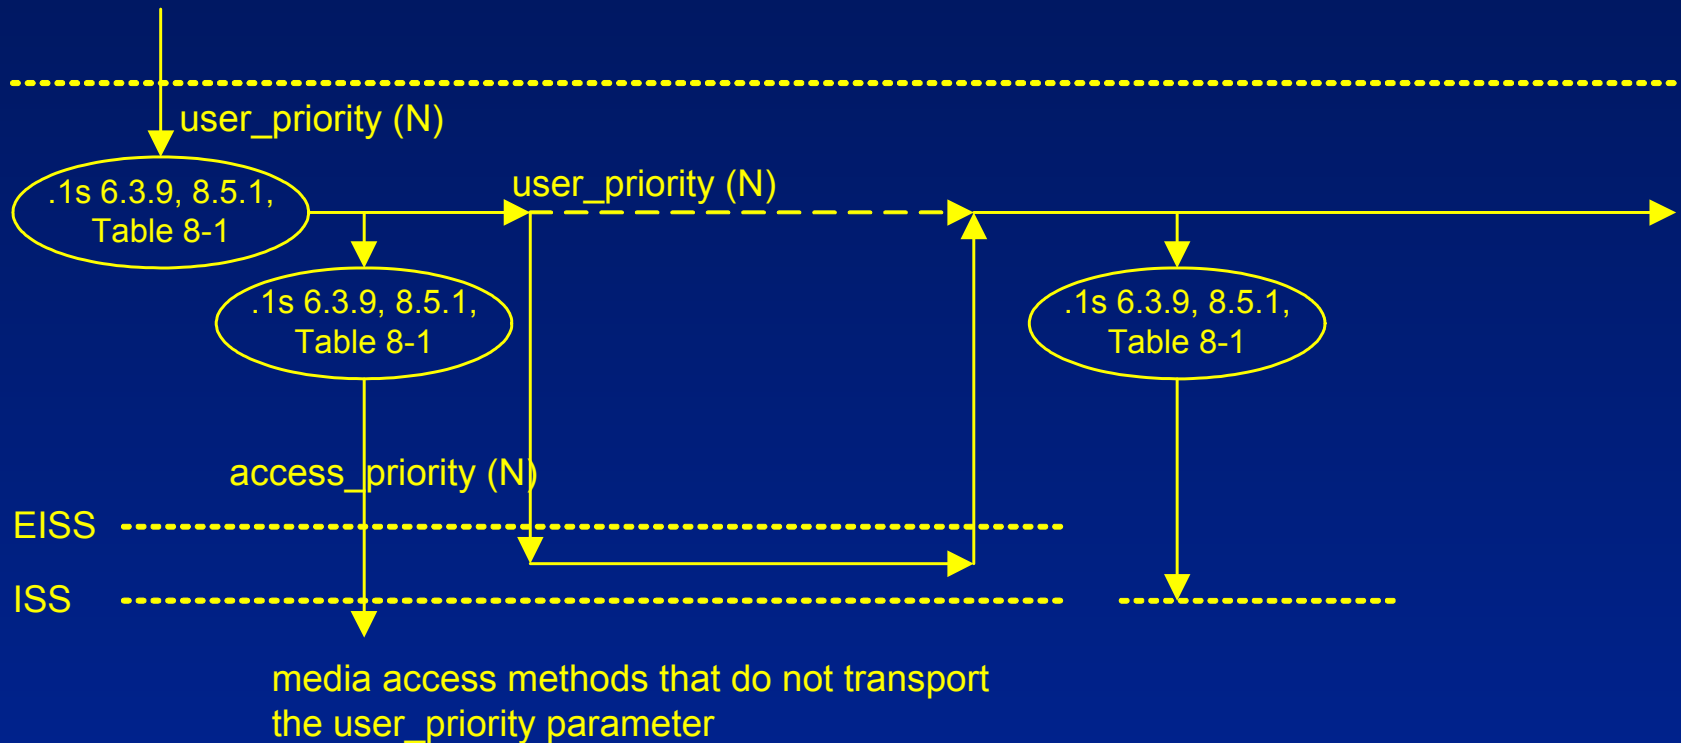 user_priority (N)
.1s 6.3.9, 8.5.1,
Table 8-1
user_priority (N)
.1s 6.3.9, 8.5.1,
Table 8-1
.1s 6.3.9, 8.5.1,
Table 8-1
access_priority (N)
EISS
ISS
media access methods that do not transport
the user_priority parameter